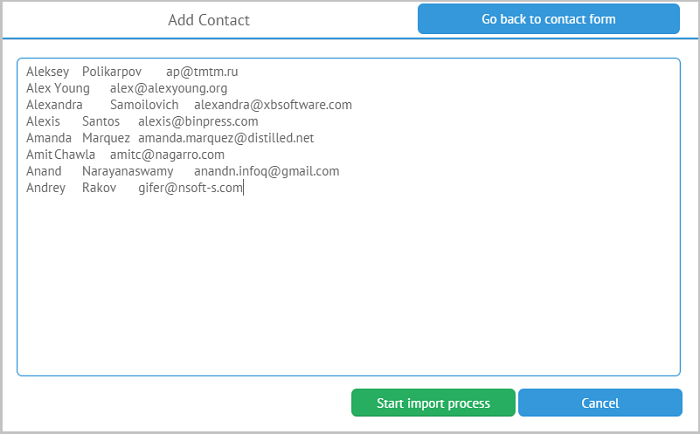 Add Contact
Go back to contact form
Aleksey Polikarpov ap@tmtm.ru
Alex Young alex@alexyoung.org
Alexandra Samoilovich alexandra@xbsoftware.com
Alexis Santos alexis@binpress.com
Amanda Marquez amanda.marquez@distilled.net
Amit Chawla amitc@nagarro.com
Anand Narayanaswamy anandn.infoq@gmail.com
Andrey Rakov gifer@nsoft-s.com
Start import process
Cancel